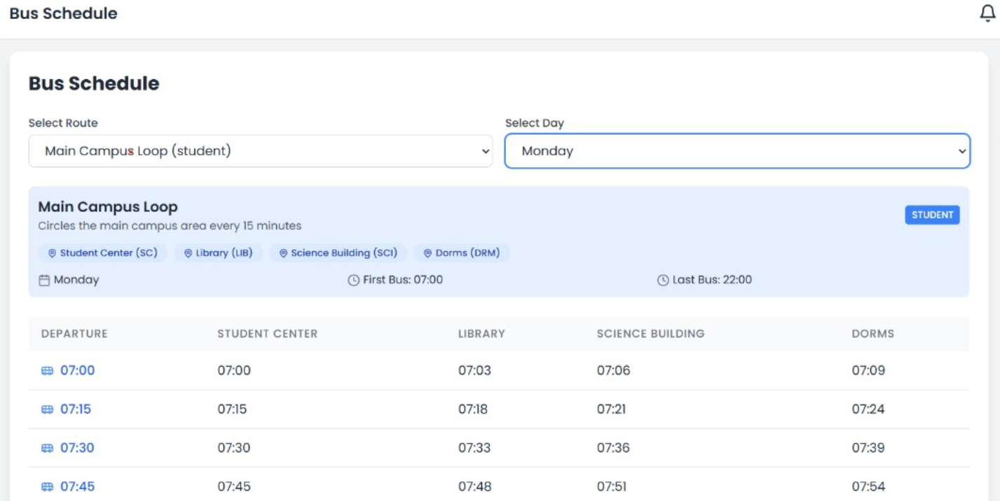 Bus Schedule
Bus Schedule
Select Route
Select Day
Main Campus Loop (student)
Monday
Main Campus Loop
STUDENT
Circles the main campus area every 15 minutes
Student Center (SC) Library (LIB) Science Building (SCI) Dorms (DRM)
Monday First Bus: 07:00 Last Bus: 22:00
DEPARTURE STUDENT CENTER LIBRARY SCIENCE BUILDING DORMS
07:00 07:00 07:03 07:06 07:09
07:15 07:15 07:18 07:21 07:24
07:30 07:30 07:33 07:36 07:39
07:45 07:45 07:48 07:51 07:54